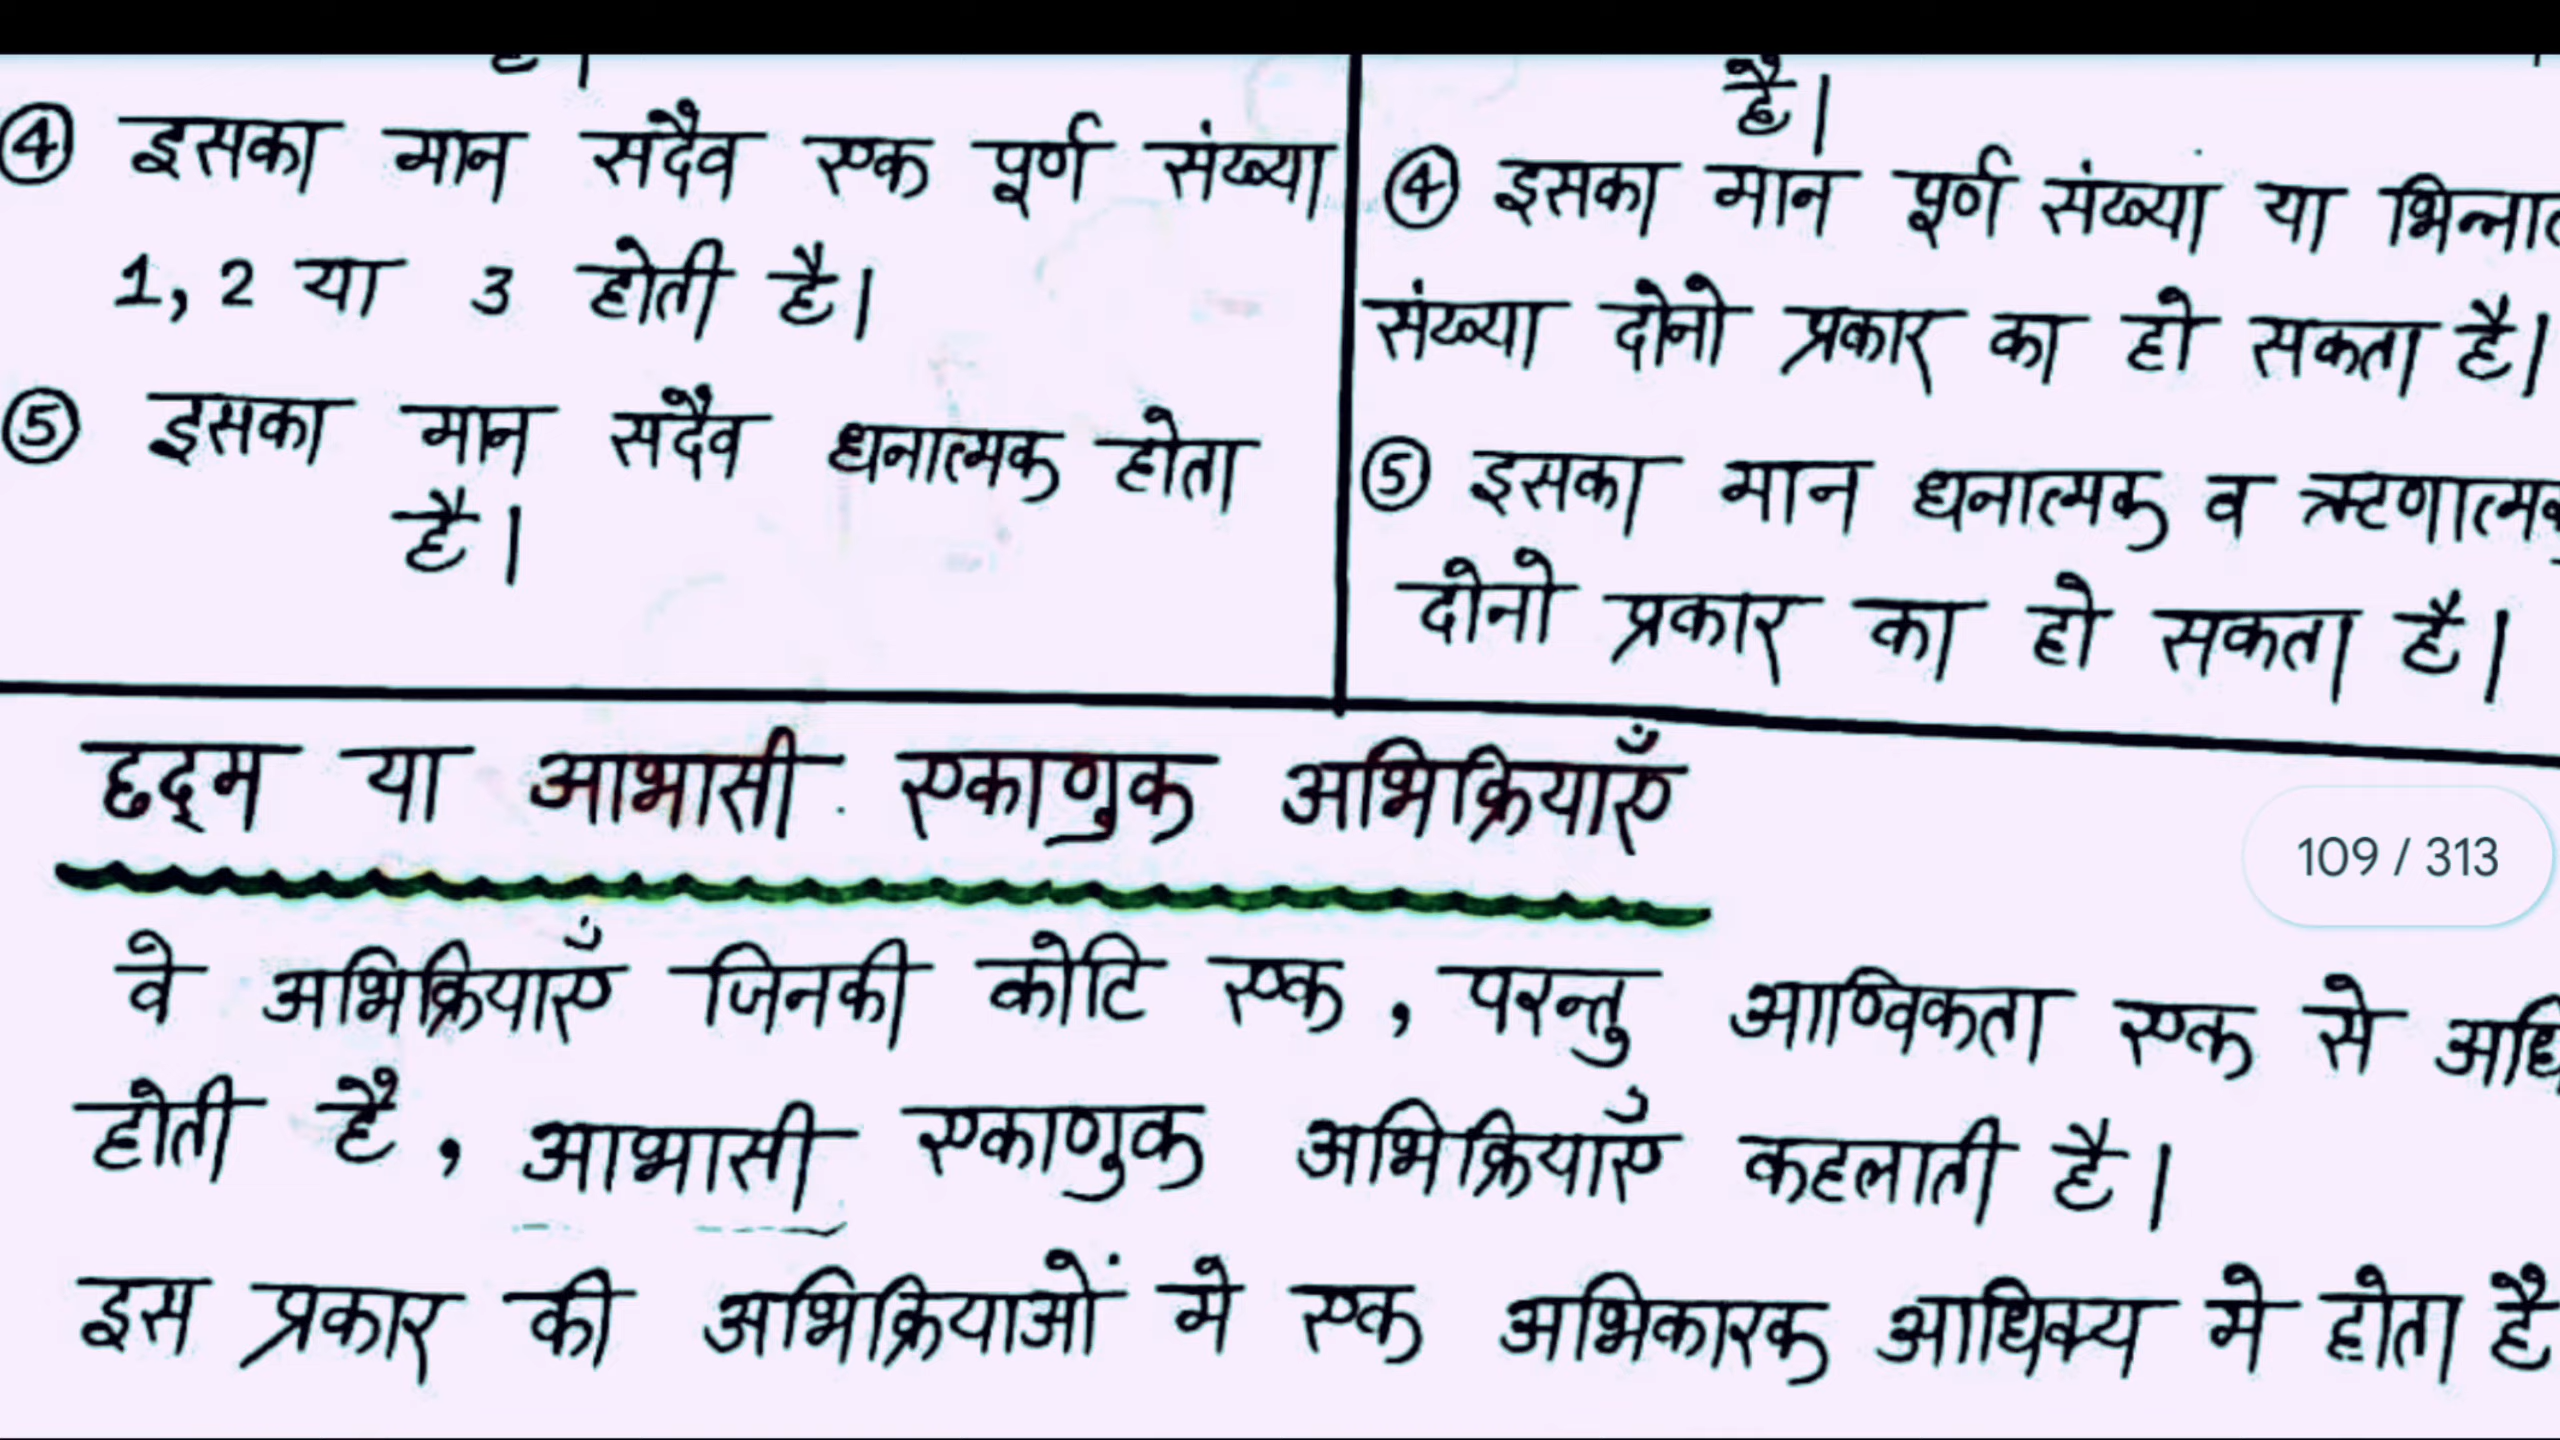 ④ इसका मान सदैव एक पूर्ण संख्या
1, 2 या 3 होती है।
⑤ इसका मान सदैव धनात्मक होता
है।
है।
④ इसका मान पूर्ण संख्या या
संख्या दोनो प्रकार का हो सकता है।
⑤ इसका मान धनात्मक व ऋणात्मक
दोनो प्रकार का हो सकता है।
छद्म या आभासी एकाणुक अभिक्रियाएँ
109 / 313
वे अभिक्रियाएँ जिनकी कोटि एक, परन्तु आण्विकता एक से
होती है, आभासी एकाणुक अभिक्रियाएँ कहलाती है।
इस प्रकार की अभिक्रियाओं मे एक अभिकारक आधिक्य मे होता है